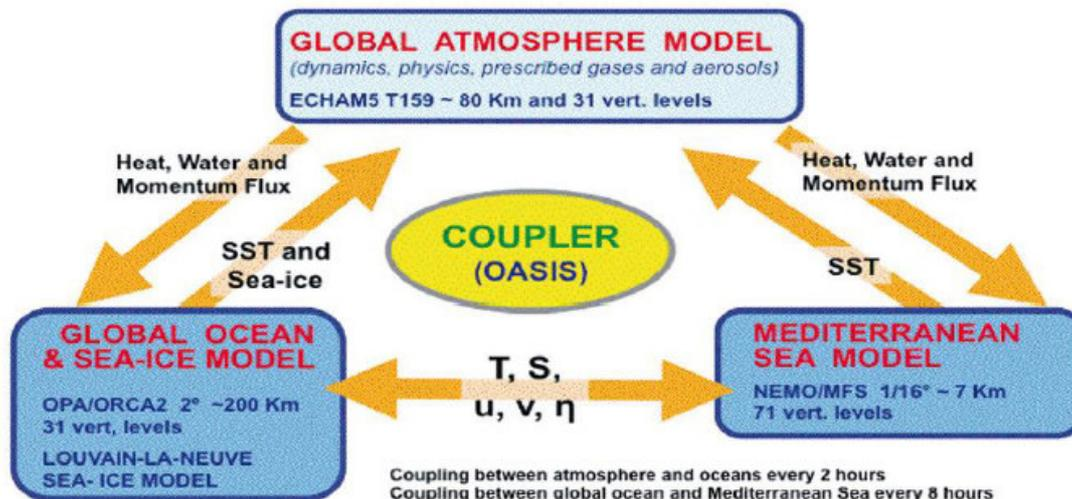 GLOBAL ATMOSPHERE MODEL
(dynamics, physics, prescribed gases and aerosols)
ECHAM5 T159 ~ 80 Km and 31 vert. levels
Heat, Water and
Momentum Flux
Heat, Water and
Momentum Flux
SST and
Sea-ice
COUPLER
(OASIS)
SST
GLOBAL OCEAN
& SEA-ICE MODEL
OPA/ORCA2 2° ~200 Km
31 vert, levels
LOUVAIN-LA-NEUVE
SEA- ICE MODEL
T, S,
u, v, η
MEDITERRANEAN
SEA MODEL
NEMO/MFS 1/16° ~ 7 Km
71 vert. levels
Coupling between atmosphere and oceans every 2 hours
Coupling between global ocean and Mediterranean Sea every 8 hours